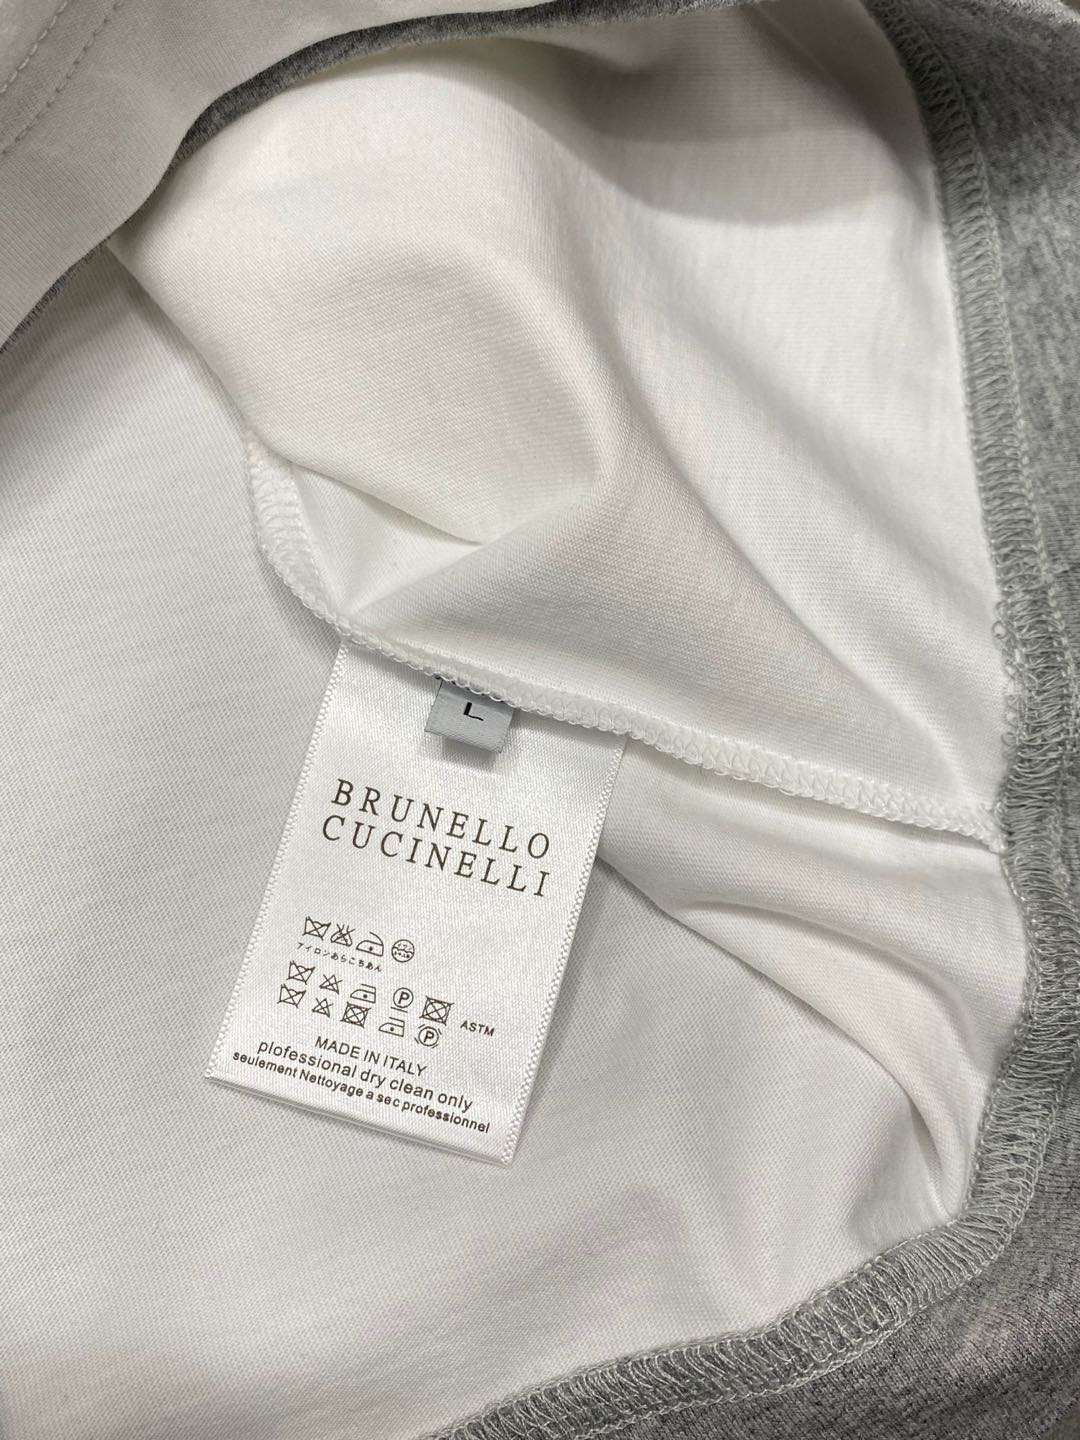 L
BRUNELLO
CUCINELLI
アイロンあらこちあん
P
ASTM
P
MADE IN ITALY
plofessional dry clean only
seulement Nettoyage a sec professionnel